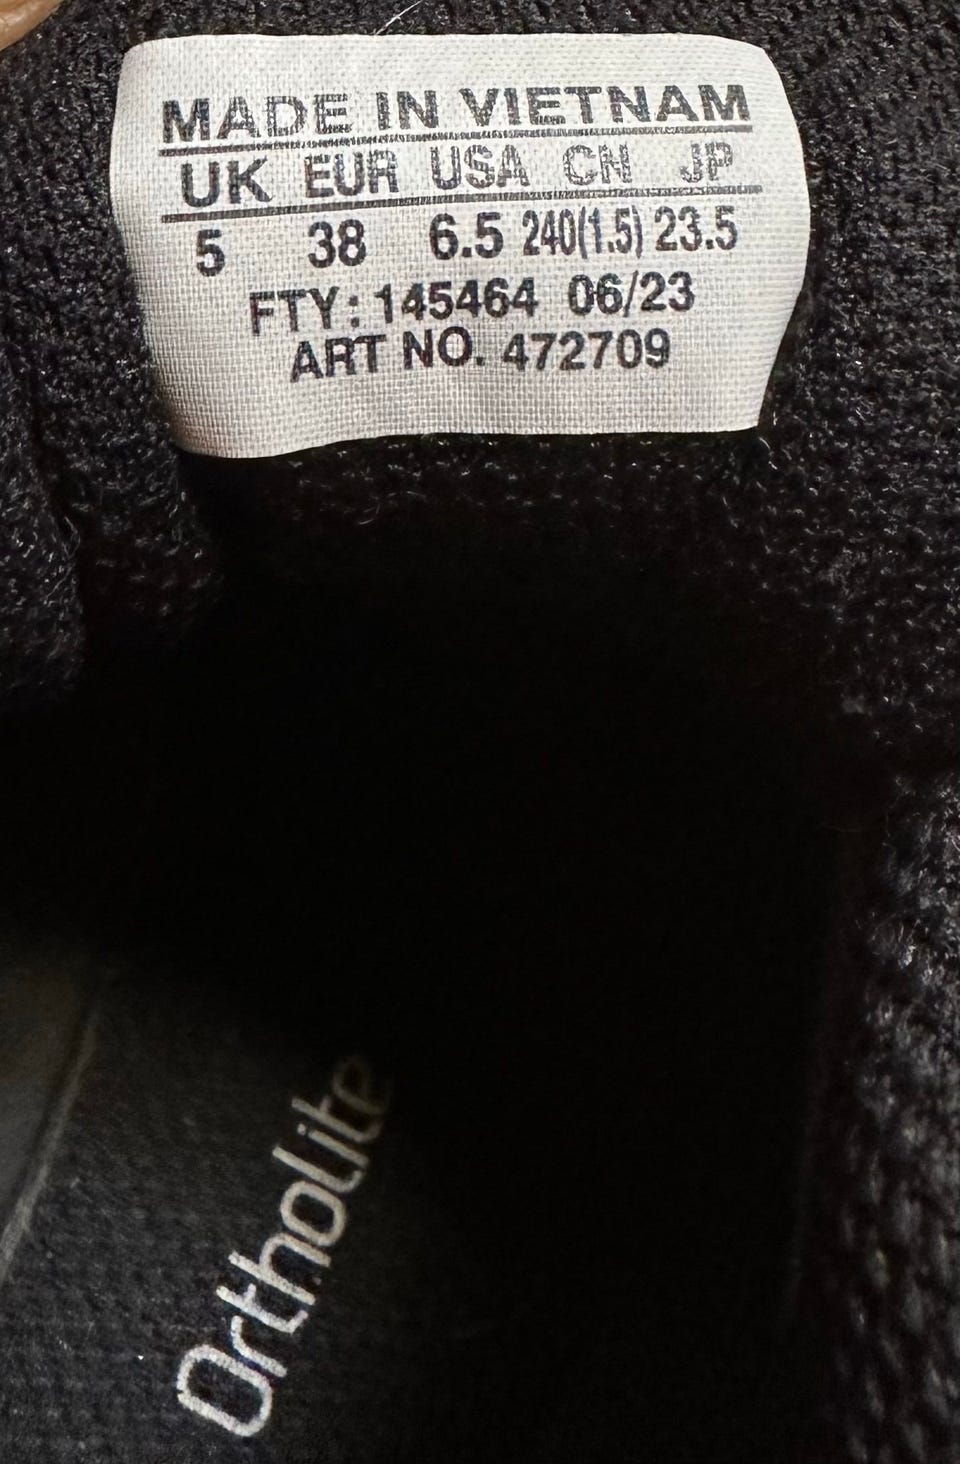 MADE IN VIETNAM
UK EUR USA CN JP
5 38 6.5 240(1.5) 23.5
FTY: 145464 06/23
ART NO. 472709
Ortholite